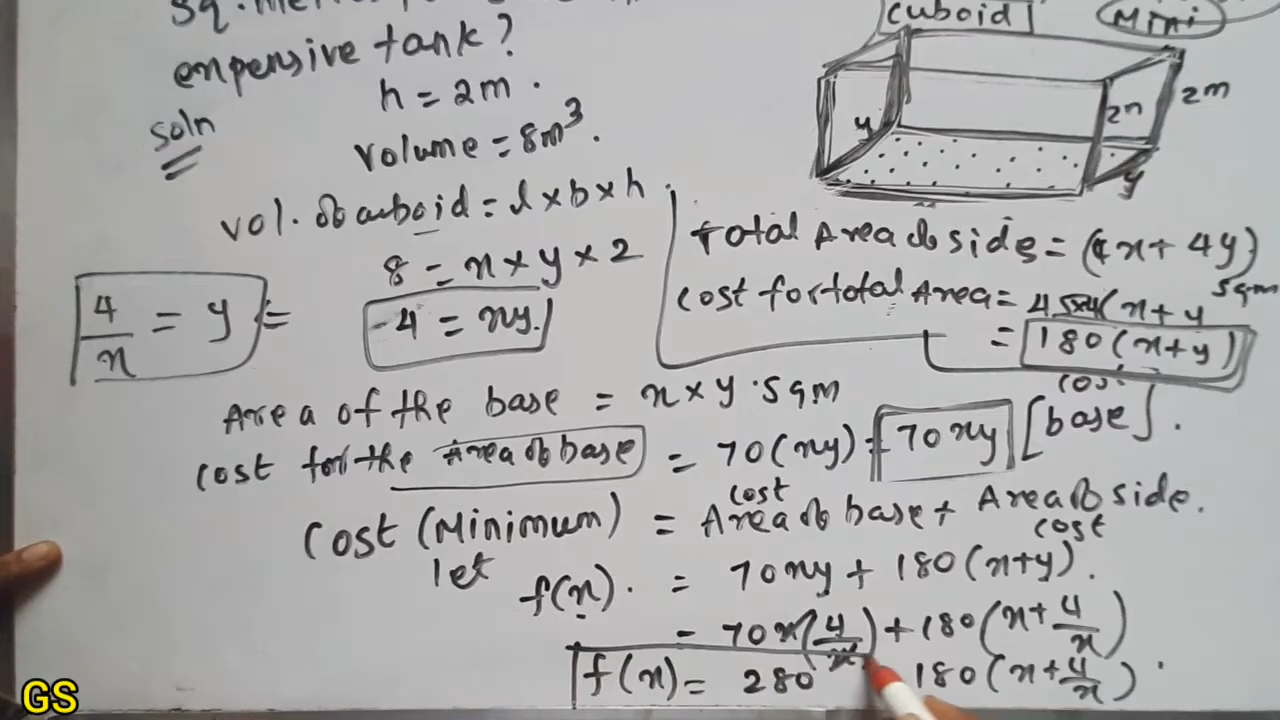 sq.
expensive tank?
h = 2m.
Soln
volume = 8m³.
vol. of cuboid = l × b × h
8 = x × y × 2
4/x = y =
4 = xy.
cuboid
Mini
y
2m
2m
y
Total Area of side = (4x + 4y) sqm
cost for total Area = 45×4(x + y
= 180(x+y)
Area of the base = x × y . sqm
cost for the Area of base = 70(xy) = 70xy [base].
cost
Cost (Minimum) = Area of base + Area of side.
cost
cost
let f(x). = 70xy + 180(x+y).
= 70x(4/x) + 180(x + 4/x)
f(x) = 280 180(x + 4/x).
GS